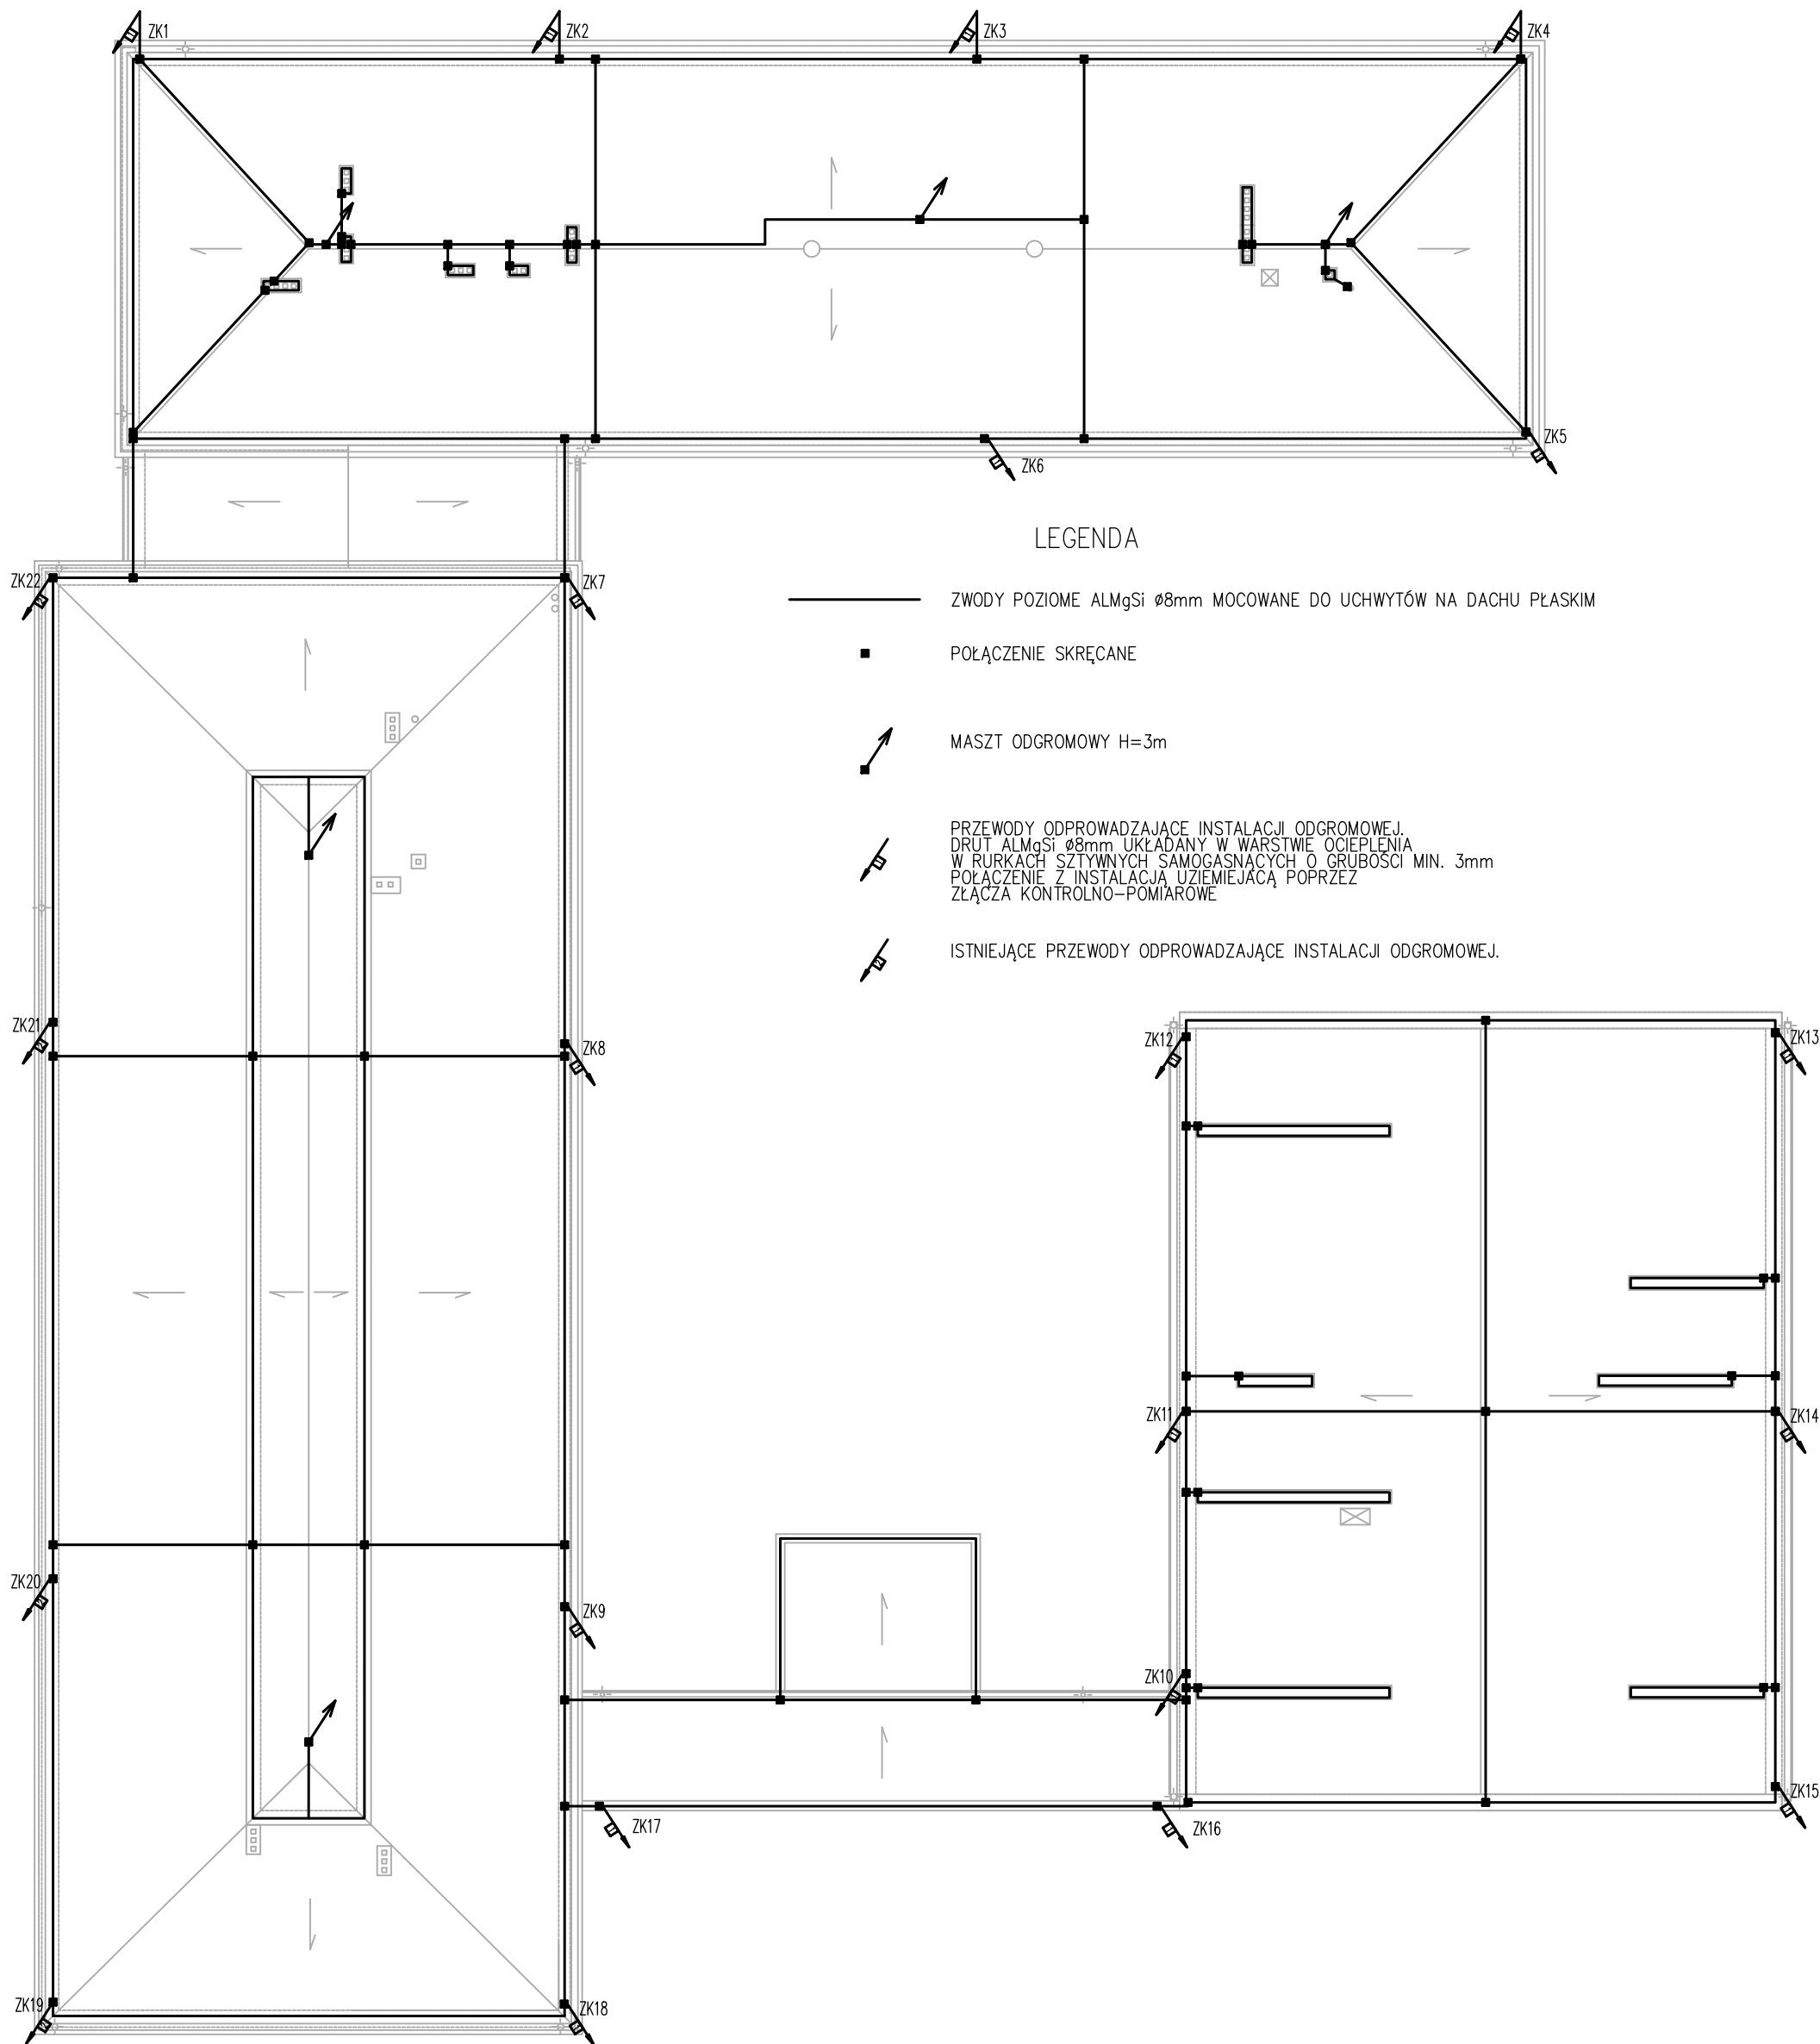 ZK1
ZK2
ZK3
ZK4
ZK5
ZK6
LEGENDA
ZK22
ZK7
ZWODY POZIOME ALMgSi Ø8mm MOCOWANE DO UCHWYTÓW NA DACHU PŁASKIM
POŁĄCZENIE SKRĘCANE
MASZT ODGROMOWY H=3m
PRZEWODY ODPROWADZAJĄCE INSTALACJI ODGROMOWEJ.
DRUT ALMgSi Ø8mm UKŁADANY W WARSTWIE OCIEPLENIA
W RURKACH SZTYWNYCH SAMOGASNĄCYCH O GRUBOŚCI MIN. 3mm
POŁĄCZENIE Z INSTALACJĄ UZIEMIEJĄCĄ POPRZEZ
ZŁĄCZA KONTROLNO-POMIAROWE
ISTNIEJĄCE PRZEWODY ODPROWADZAJĄCE INSTALACJI ODGROMOWEJ.
ZK21
ZK8
ZK12
ZK13
ZK11
ZK14
ZK20
ZK9
ZK10
ZK15
ZK17
ZK16
ZK19
ZK18